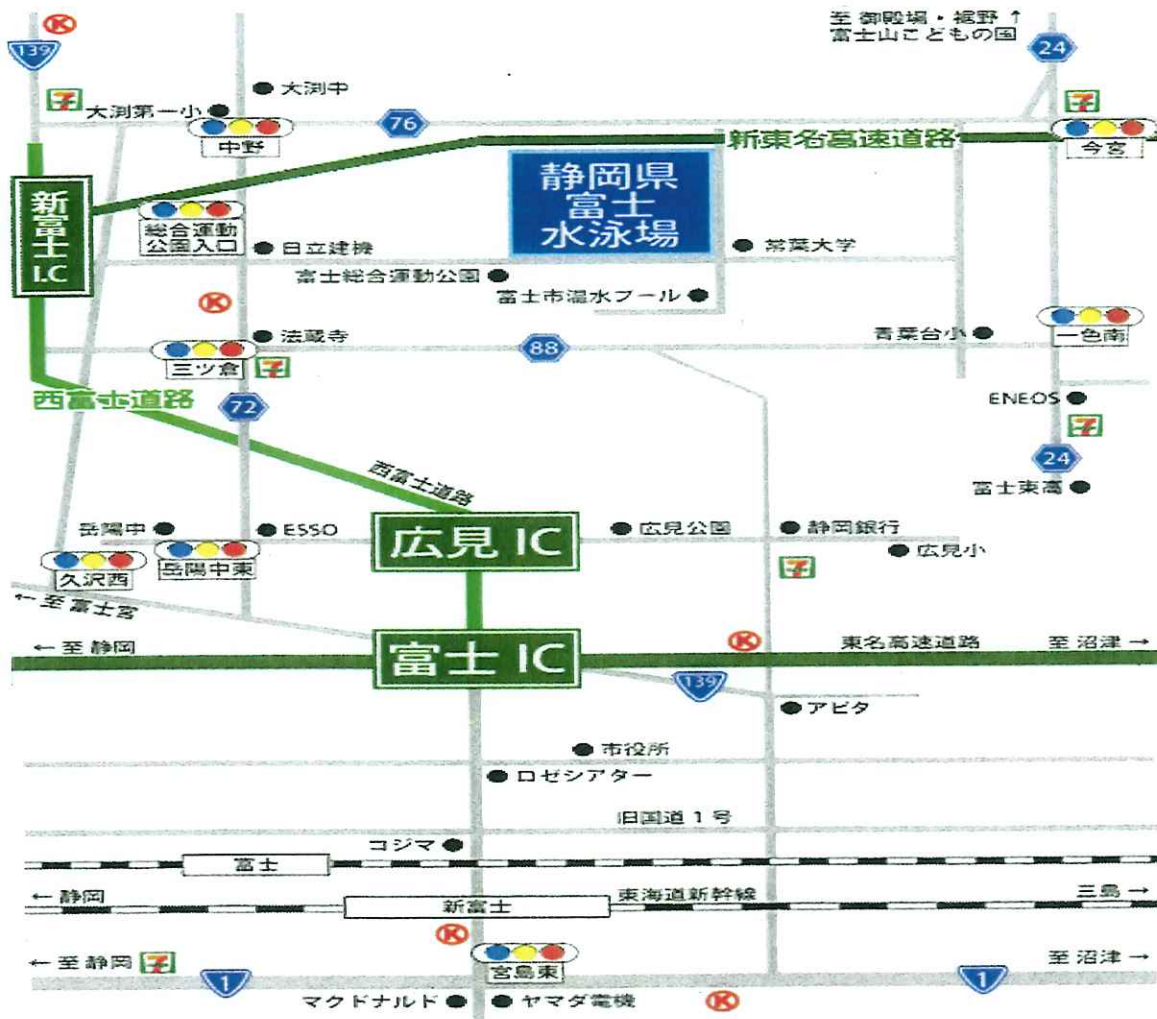 至 御殿場・裾野 ↑
富士山こどもの国
139
24
大渕中
大渕第一小
76
中野
新東名高速道路
今宮
静岡県
富士
水泳場
新富士I.C
総合運動
公園入口
日立建機
常葉大学
富士総合運動公園
富士市温水プール
法蔵寺
88
青葉台小
一色南
三ツ倉
西富士道路
72
ENEOS
24
富士東高
西富士道路
岳陽中
ESSO
広見 IC
広見公園
静岡銀行
広見小
久沢西
岳陽中東
← 至 富士宮
← 至 静岡
富士 IC
東名高速道路
至 沼津 →
139
アピタ
市役所
ロゼシアター
旧国道 1 号
コジマ
富士
← 静岡
東海道新幹線
三島 →
新富士
← 至 静岡
宮島東
至 沼津 →
1
1
マクドナルド
ヤマダ電機